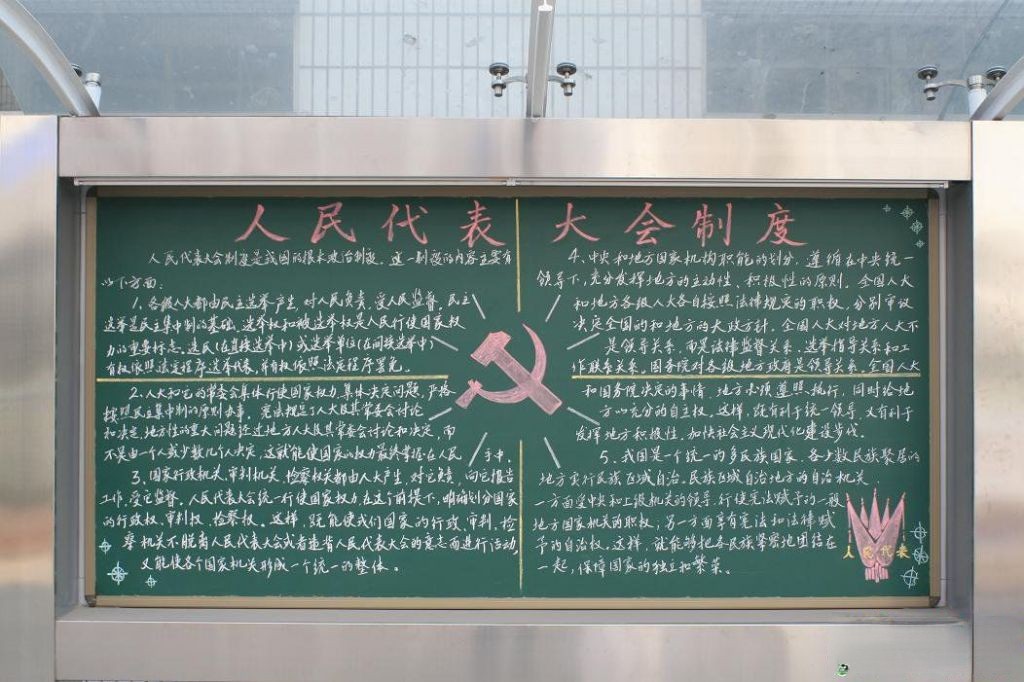 人民代表大会制度
人民代表大会制度是我国的根本政治制度。这一制度的内容主要有
以下方面：
1、各级人大都由民主选举产生，对人民负责，受人民监督，民主
选举是民主集中制的基础，选举权和被选举权是人民行使国家权
力的重要标志。选民（在直接选举中）或选举单位（在间接选举中）
有权依照法定程序选举代表，并有权依照法定程序罢免。
2、人大和它的常委会具体行使国家权力，集体决定问题，严格
按照民主集中制的原则办事。宪法规定了人大及其常委会讨论
和决定，地方性的重大问题经过地方人大及其常委会讨论和决定，而
不是由一个人或少数几个人决定，这就能使国家的权力最终掌握在人民
手中。
3、国家行政机关、审判机关、检察机关都由人大产生，对它负责，向它报告
工作，受它监督。人民代表大会统一行使国家权力，在这个前提下，明确划分国家
的行政权、审判权、检察权。这样，既能使我们国家的行政、审判、检
察机关不脱离人民代表大会或者违背人民代表大会的意志而进行活动，
又能使各个国家机关形成一个统一的整体。
4、中央和地方国家机构职能的划分，遵循在中央统一
领导下，充分发挥地方的主动性、积极性的原则。全国人大
和地方各级人大各自按照法律规定的职权，分别审议
决定全国的和地方的大政方针。全国人大对地方人大不
是领导关系，而是法律监督关系、选举指导关系和工
作联系关系。国务院对各级地方政府是领导关系。全国人大
和国务院决定的事情，地方必须遵照执行，同时给地
方以充分的自主权。这样，既有利于统一领导，又有利于
发挥地方积极性，加快社会主义现代化建设步伐。
5、我国是一个统一的多民族国家，各少数民族聚居的
地方实行民族区域自治。民族区域自治地方的自治机关，
一方面受中央和上级机关的领导，行使宪法赋予的一般
地方国家机关的职权，另一方面享有宪法和法律赋
予的自治权。这样，就能够把各民族紧密地团结在
一起，保障国家的独立和繁荣。
人民代表